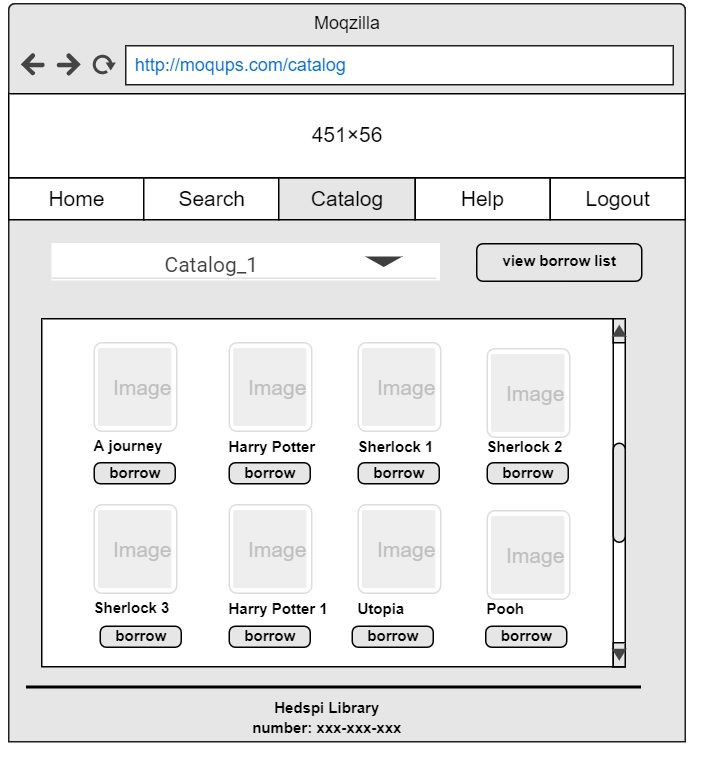 Moqzilla
http://moqups.com/catalog
451×56
Home Search Catalog Help Logout
Catalog_1 view borrow list
Image Image Image Image
A journey Harry Potter Sherlock 1 Sherlock 2
borrow borrow borrow borrow
Image Image Image Image
Sherlock 3 Harry Potter 1 Utopia Pooh
borrow borrow borrow borrow
Hedspi Library
number: xxx-xxx-xxx